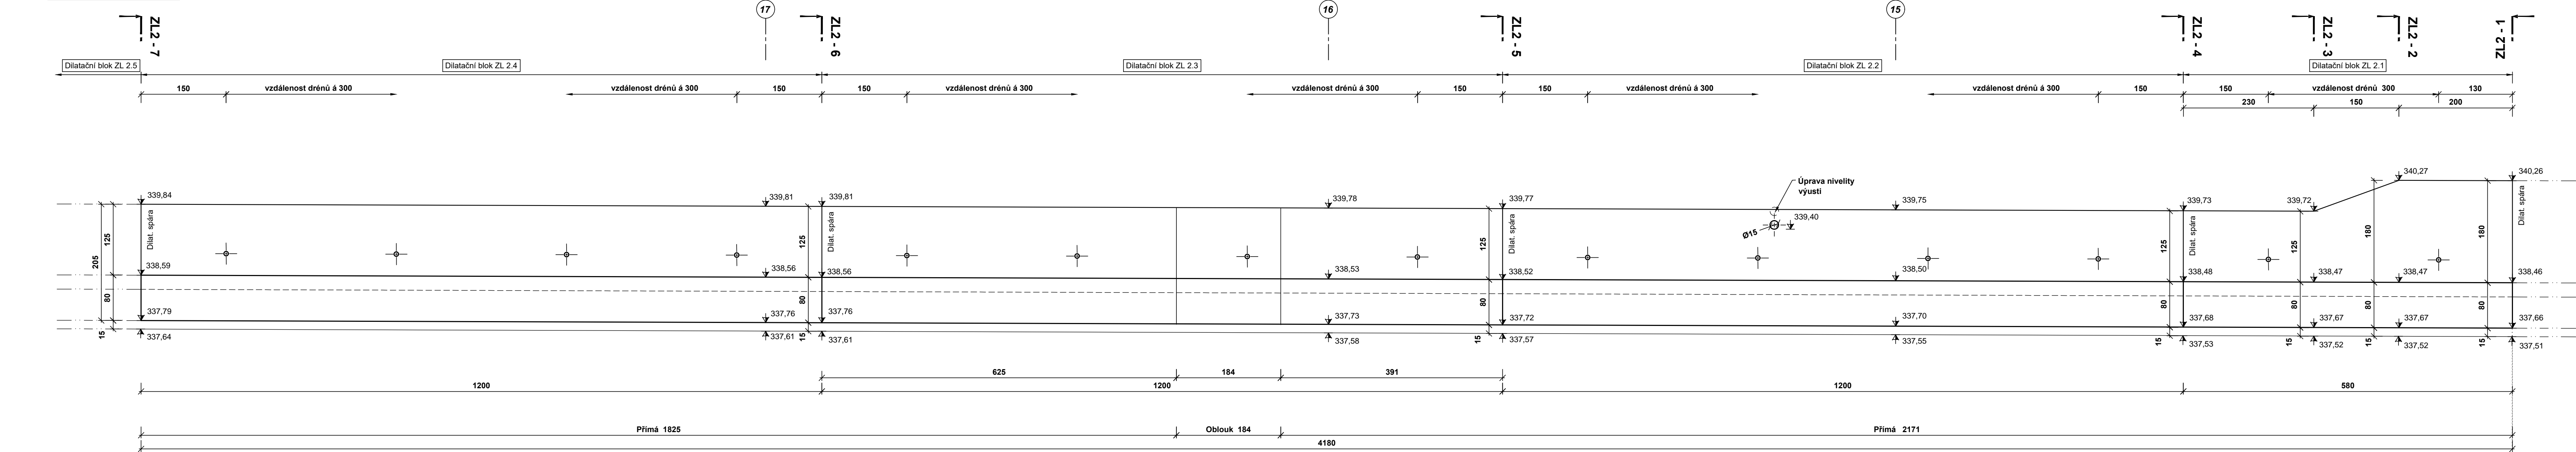 17
16
15
ZL2 - 7
ZL2 - 6
ZL2 - 5
ZL2 - 4
ZL2 - 3
ZL2 - 2
ZL2 - 1
Dilatační blok ZL 2.5
Dilatační blok ZL 2.4
Dilatační blok ZL 2.3
Dilatační blok ZL 2.2
Dilatační blok ZL 2.1
150
vzdálenost drénů á 300
vzdálenost drénů á 300
150
150
vzdálenost drénů á 300
vzdálenost drénů á 300
150
150
vzdálenost drénů á 300
vzdálenost drénů á 300
150
150
vzdálenost drénů 300
130
230
150
200
Úprava nivelity
výusti
339,84
339,81
339,81
339,78
339,77
339,75
339,73
339,72
340,27
340,26
Ø15
339,40
Dilat. spára
Dilat. spára
Dilat. spára
Dilat. spára
Dilat. spára
205
125
125
125
125
125
180
180
338,59
338,56
338,56
338,53
338,52
338,50
338,48
338,47
338,47
338,46
80
80
80
80
80
80
80
337,79
337,76
337,76
337,73
337,72
337,70
337,68
337,67
337,67
337,66
15
15
15
15
15
15
15
337,64
337,61
337,61
337,58
337,57
337,55
337,53
337,52
337,52
337,51
625
184
391
1200
1200
1200
580
Přímá 1825
Oblouk 184
Přímá 2171
4180